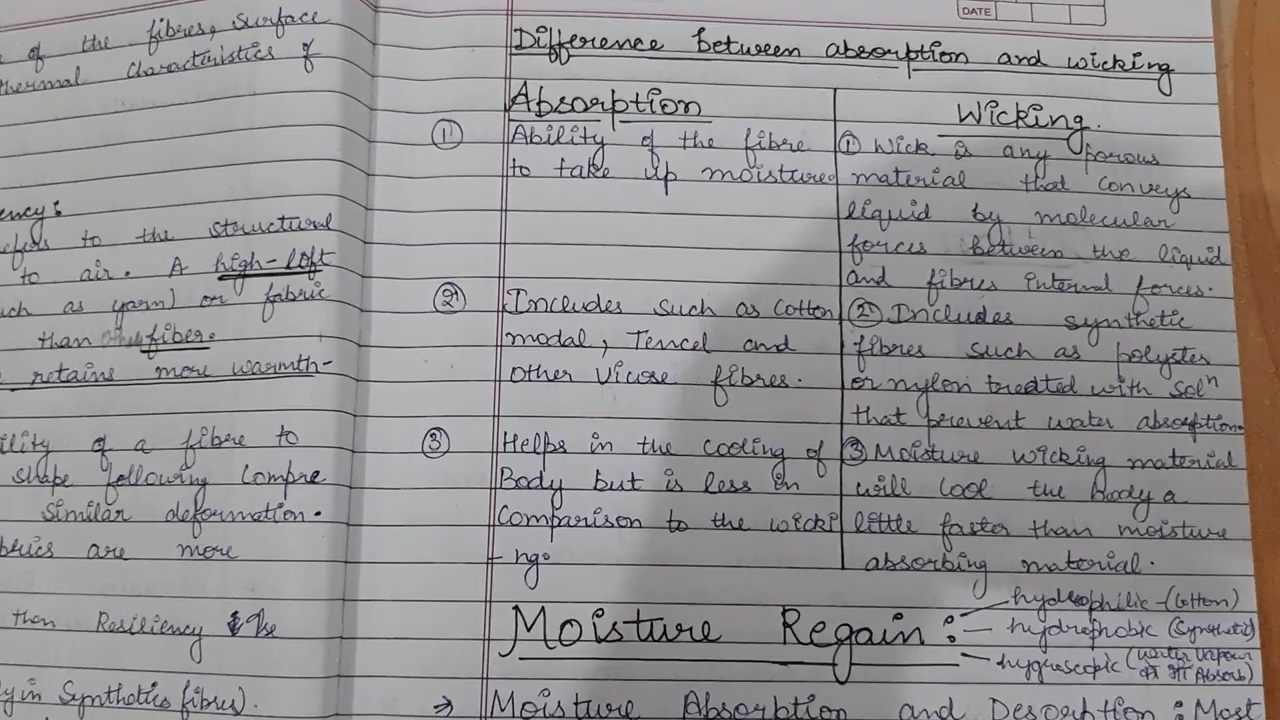 of the fibres, surface
thermal characteristics of
ency:
to the structural
to air. A high-loft
as yarn) or fabric
than fiber.
retains more warmth-
of a fibre to
shape following Compre
similar deformation.
are more
then Resiliency
in Synthetics fibres).
DATE
Difference between absorption and wicking
Absorption
① Ability of the fibre
to take up moisture.
② Includes such as Cotton
modal, Tencel and
other Vicose fibres.
③ Helps in the cooling of
Body but is less in
Comparison to the wicki
-ng.
Wicking.
① Wick is any porous
material that conveys
liquid by molecular
forces between the liquid
and fibres internal forces.
② Includes synthetic
fibres such as polyster
or nylon treated with solⁿ
that prevent water absorption.
③ Moisture wicking material
will cool the body a
little faster than moisture
absorbing material.
Moisture Regain :
- hydrophilic - (Cotton)
- hydrophobic (Synthetic)
- hygroscopic (water vapour
को भी Absorb)
⇒ Moisture Absorption and Desorption : Most